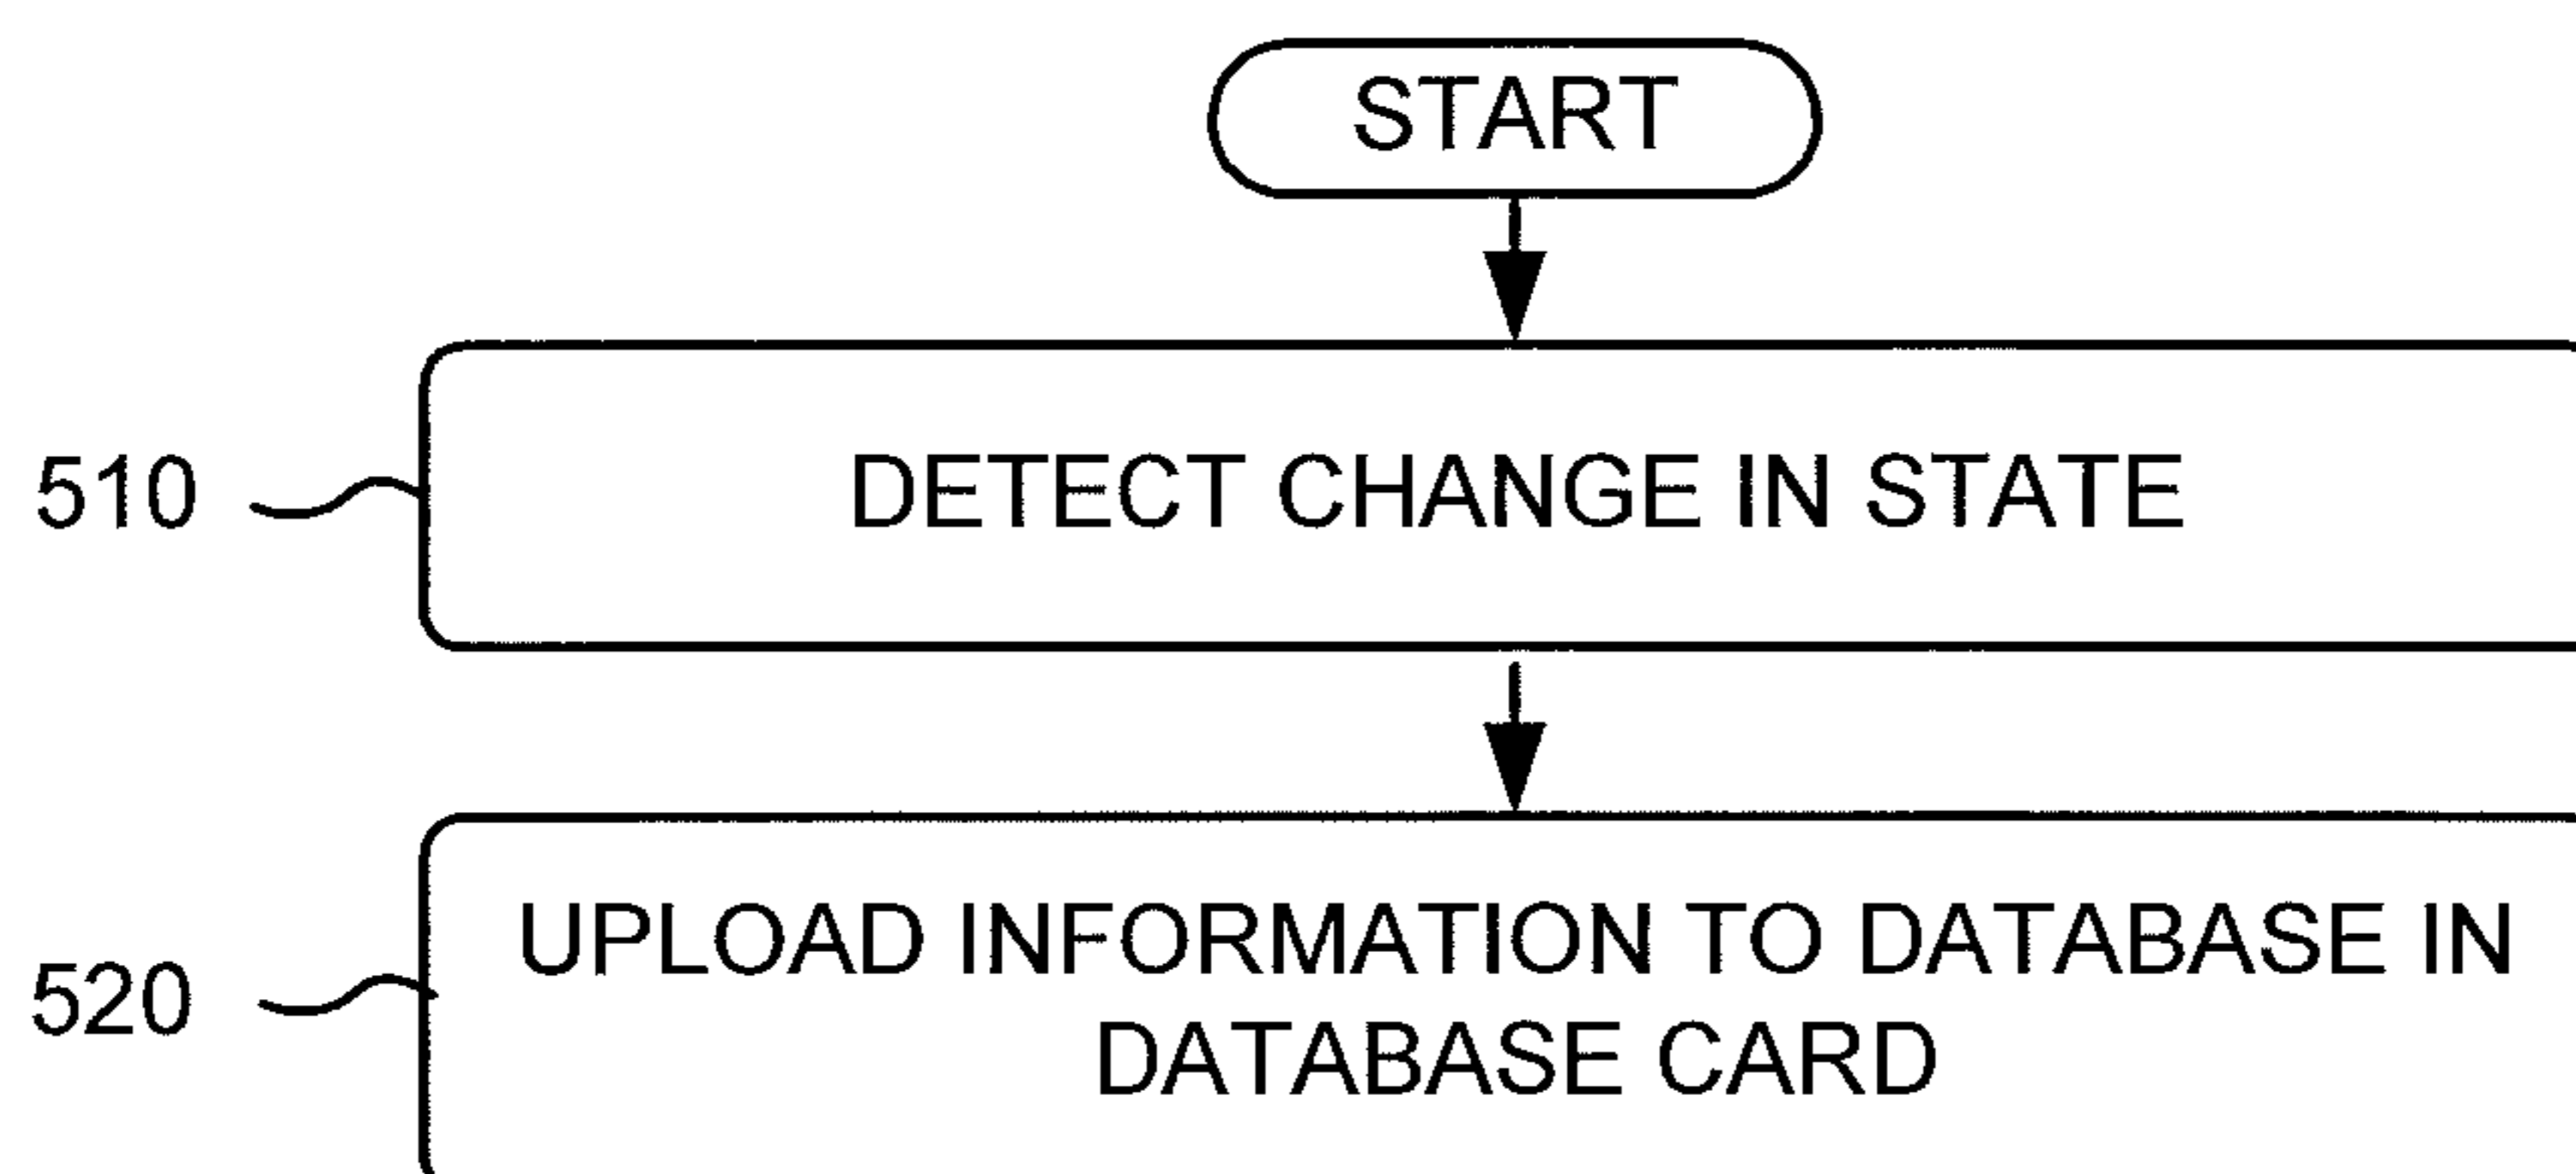 START
510
DETECT CHANGE IN STATE
520
UPLOAD INFORMATION TO DATABASE IN
DATABASE CARD